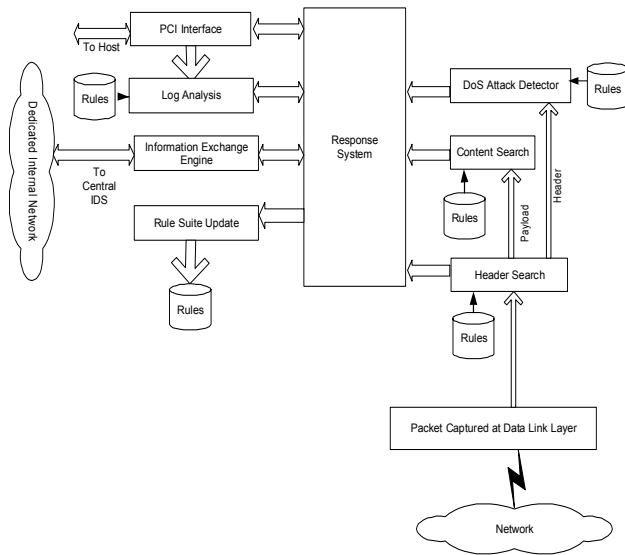 PCI Interface
To Host
Rules
Log Analysis
Dedicated Internal Network
Information Exchange
Engine
To
Central
IDS
Rule Suite Update
Rules
Response
System
DoS Attack Detector
Rules
Content Search
Rules
Payload
Header
Header Search
Rules
Packet Captured at Data Link Layer
Network